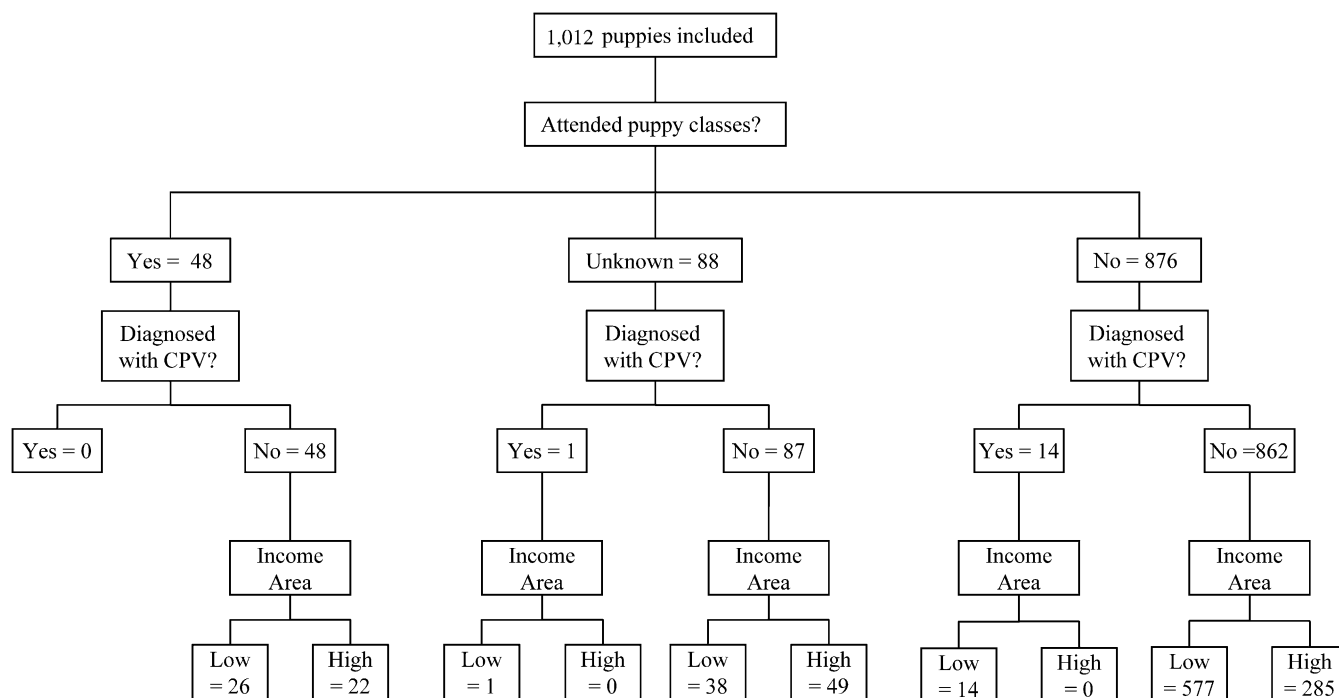 1,012 puppies included
Attended puppy classes?
Yes = 48
Unknown = 88
No = 876
Diagnosed
with CPV?
Diagnosed
with CPV?
Diagnosed
with CPV?
Yes = 0
No = 48
Yes = 1
No = 87
Yes = 14
No =862
Income
Area
Income
Area
Income
Area
Income
Area
Income
Area
Low
= 26
High
= 22
Low
= 1
High
= 0
Low
= 38
High
= 49
Low
= 14
High
= 0
Low
= 577
High
= 285